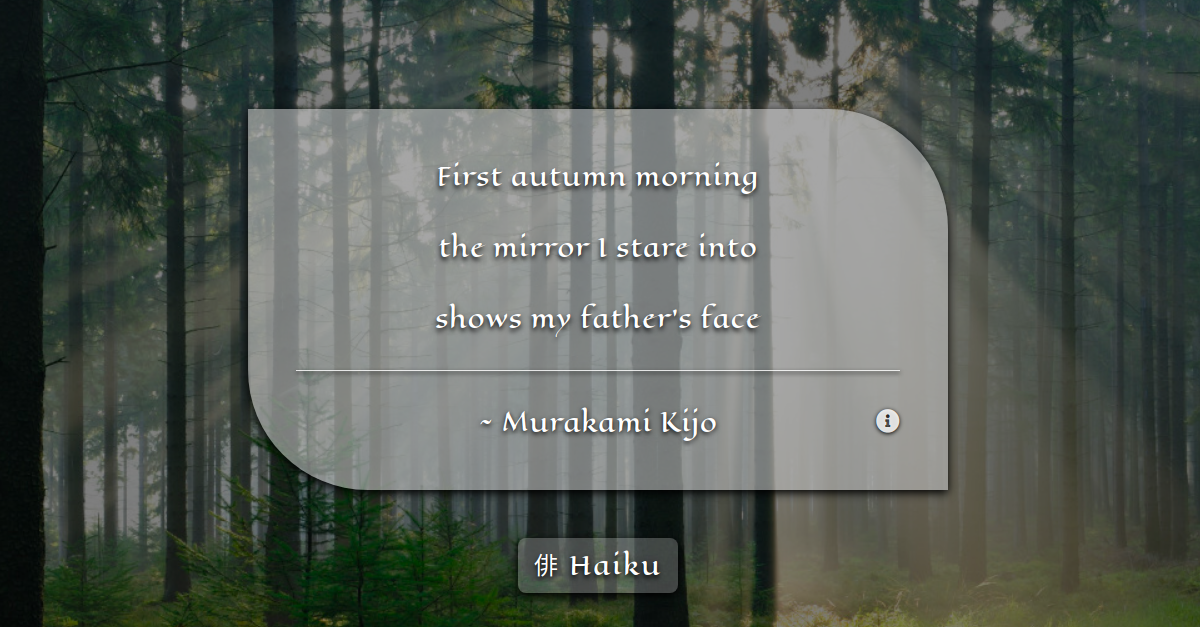 First autumn morning
the mirror I stare into
shows my father's face
~ Murakami Kijo
俳 Haiku